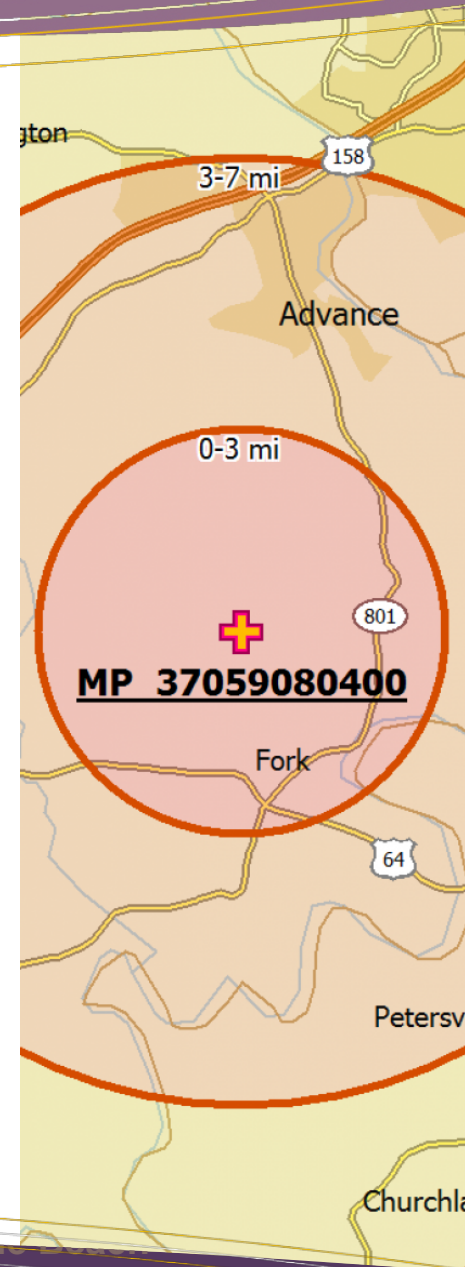 gton
158
3-7 mi
Advance
0-3 mi
801
MP 37059080400
Fork
64
Petersv
Churchla